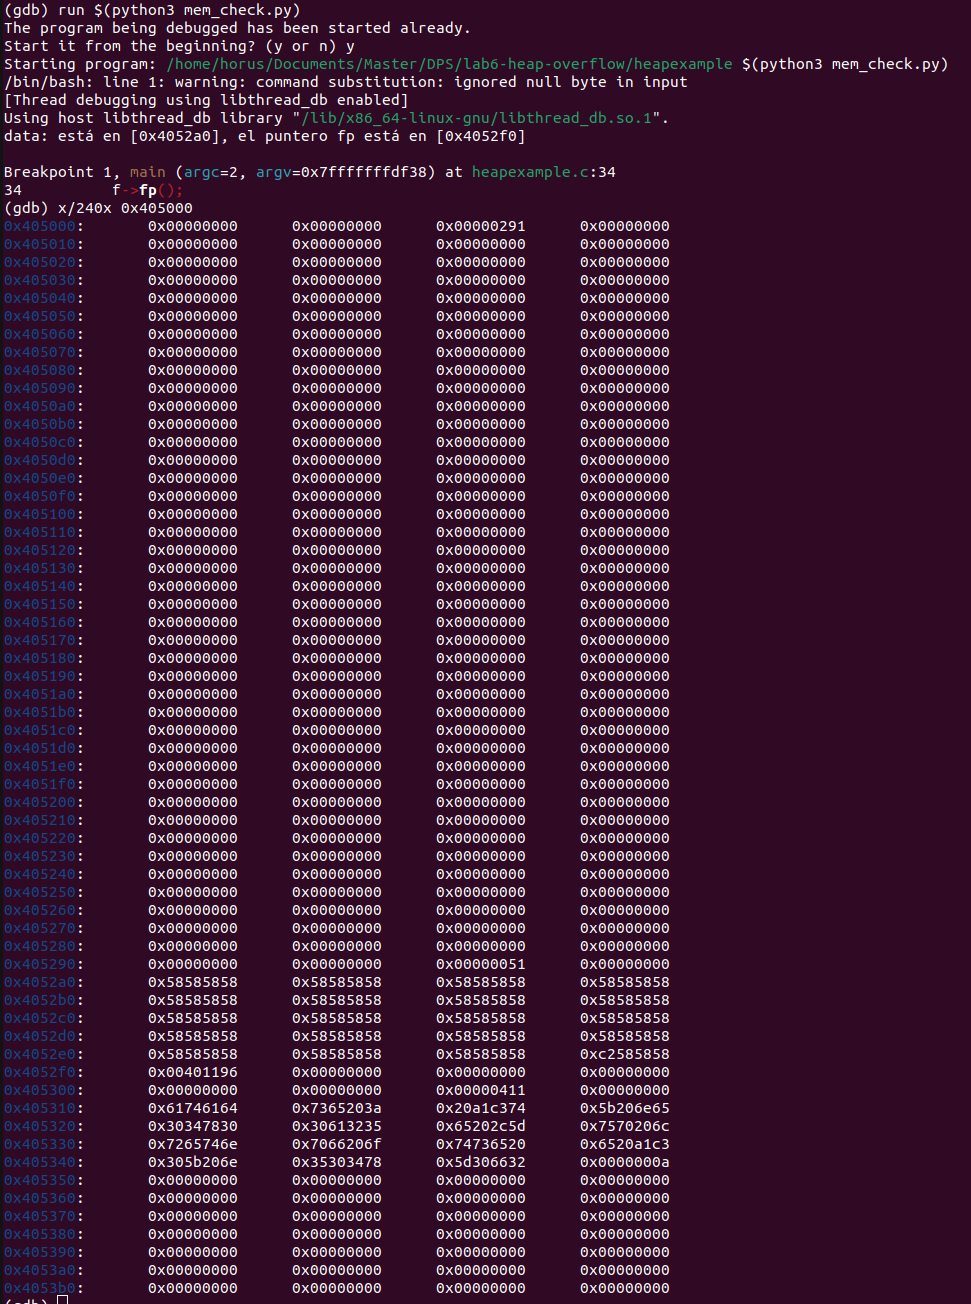 (gdb) run $(python3 mem_check.py)
The program being debugged has been started already.
Start it from the beginning? (y or n) y
Starting program: /home/horus/Documents/Master/DPS/lab6-heap-overflow/heapexample $(python3 mem_check.py)
/bin/bash: line 1: warning: command substitution: ignored null byte in input
[Thread debugging using libthread_db enabled]
Using host libthread_db library "/lib/x86_64-linux-gnu/libthread_db.so.1".
data: está en [0x4052a0], el puntero fp está en [0x4052f0]
Breakpoint 1, main (argc=2, argv=0x7fffffffdf38) at heapexample.c:34
34 f->fp();
(gdb) x/240x 0x405000
0x405000: 0x00000000 0x00000000 0x00000291 0x00000000
0x405010: 0x00000000 0x00000000 0x00000000 0x00000000
0x405020: 0x00000000 0x00000000 0x00000000 0x00000000
0x405030: 0x00000000 0x00000000 0x00000000 0x00000000
0x405040: 0x00000000 0x00000000 0x00000000 0x00000000
0x405050: 0x00000000 0x00000000 0x00000000 0x00000000
0x405060: 0x00000000 0x00000000 0x00000000 0x00000000
0x405070: 0x00000000 0x00000000 0x00000000 0x00000000
0x405080: 0x00000000 0x00000000 0x00000000 0x00000000
0x405090: 0x00000000 0x00000000 0x00000000 0x00000000
0x4050a0: 0x00000000 0x00000000 0x00000000 0x00000000
0x4050b0: 0x00000000 0x00000000 0x00000000 0x00000000
0x4050c0: 0x00000000 0x00000000 0x00000000 0x00000000
0x4050d0: 0x00000000 0x00000000 0x00000000 0x00000000
0x4050e0: 0x00000000 0x00000000 0x00000000 0x00000000
0x4050f0: 0x00000000 0x00000000 0x00000000 0x00000000
0x405100: 0x00000000 0x00000000 0x00000000 0x00000000
0x405110: 0x00000000 0x00000000 0x00000000 0x00000000
0x405120: 0x00000000 0x00000000 0x00000000 0x00000000
0x405130: 0x00000000 0x00000000 0x00000000 0x00000000
0x405140: 0x00000000 0x00000000 0x00000000 0x00000000
0x405150: 0x00000000 0x00000000 0x00000000 0x00000000
0x405160: 0x00000000 0x00000000 0x00000000 0x00000000
0x405170: 0x00000000 0x00000000 0x00000000 0x00000000
0x405180: 0x00000000 0x00000000 0x00000000 0x00000000
0x405190: 0x00000000 0x00000000 0x00000000 0x00000000
0x4051a0: 0x00000000 0x00000000 0x00000000 0x00000000
0x4051b0: 0x00000000 0x00000000 0x00000000 0x00000000
0x4051c0: 0x00000000 0x00000000 0x00000000 0x00000000
0x4051d0: 0x00000000 0x00000000 0x00000000 0x00000000
0x4051e0: 0x00000000 0x00000000 0x00000000 0x00000000
0x4051f0: 0x00000000 0x00000000 0x00000000 0x00000000
0x405200: 0x00000000 0x00000000 0x00000000 0x00000000
0x405210: 0x00000000 0x00000000 0x00000000 0x00000000
0x405220: 0x00000000 0x00000000 0x00000000 0x00000000
0x405230: 0x00000000 0x00000000 0x00000000 0x00000000
0x405240: 0x00000000 0x00000000 0x00000000 0x00000000
0x405250: 0x00000000 0x00000000 0x00000000 0x00000000
0x405260: 0x00000000 0x00000000 0x00000000 0x00000000
0x405270: 0x00000000 0x00000000 0x00000000 0x00000000
0x405280: 0x00000000 0x00000000 0x00000000 0x00000000
0x405290: 0x00000000 0x00000000 0x00000051 0x00000000
0x4052a0: 0x58585858 0x58585858 0x58585858 0x58585858
0x4052b0: 0x58585858 0x58585858 0x58585858 0x58585858
0x4052c0: 0x58585858 0x58585858 0x58585858 0x58585858
0x4052d0: 0x58585858 0x58585858 0x58585858 0x58585858
0x4052e0: 0x58585858 0x58585858 0x58585858 0xc2585858
0x4052f0: 0x00401196 0x00000000 0x00000000 0x00000000
0x405300: 0x00000000 0x00000000 0x00000411 0x00000000
0x405310: 0x61746164 0x7365203a 0x20a1c374 0x5b206e65
0x405320: 0x30347830 0x30613235 0x65202c5d 0x7570206c
0x405330: 0x7265746e 0x7066206f 0x74736520 0x6520a1c3
0x405340: 0x305b206e 0x35303478 0x5d306632 0x0000000a
0x405350: 0x00000000 0x00000000 0x00000000 0x00000000
0x405360: 0x00000000 0x00000000 0x00000000 0x00000000
0x405370: 0x00000000 0x00000000 0x00000000 0x00000000
0x405380: 0x00000000 0x00000000 0x00000000 0x00000000
0x405390: 0x00000000 0x00000000 0x00000000 0x00000000
0x4053a0: 0x00000000 0x00000000 0x00000000 0x00000000
0x4053b0: 0x00000000 0x00000000 0x00000000 0x00000000
(gdb)